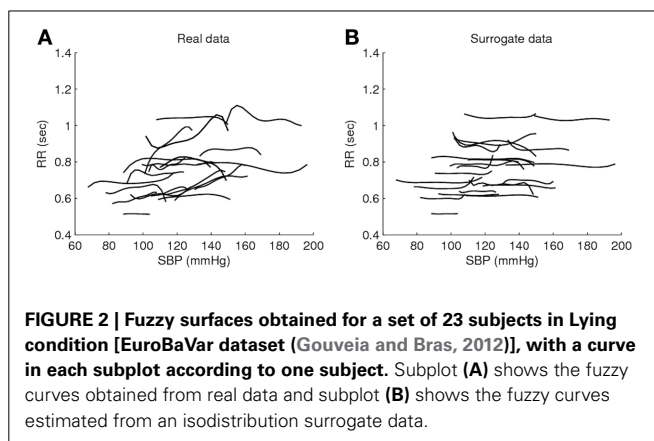 A
Real data
1.4
1.2
1
0.8
0.6
0.4
RR (sec)
60 80 100 120 140 160 180 200
SBP (mmHg)
B
Surrogate data
1.4
1.2
1
0.8
0.6
0.4
RR (sec)
60 80 100 120 140 160 180 200
SBP (mmHg)
FIGURE 2 | Fuzzy surfaces obtained for a set of 23 subjects in Lying
condition [EuroBaVar dataset (Gouveia and Bras, 2012)], with a curve
in each subplot according to one subject. Subplot (A) shows the fuzzy
curves obtained from real data and subplot (B) shows the fuzzy curves
estimated from an isodistribution surrogate data.